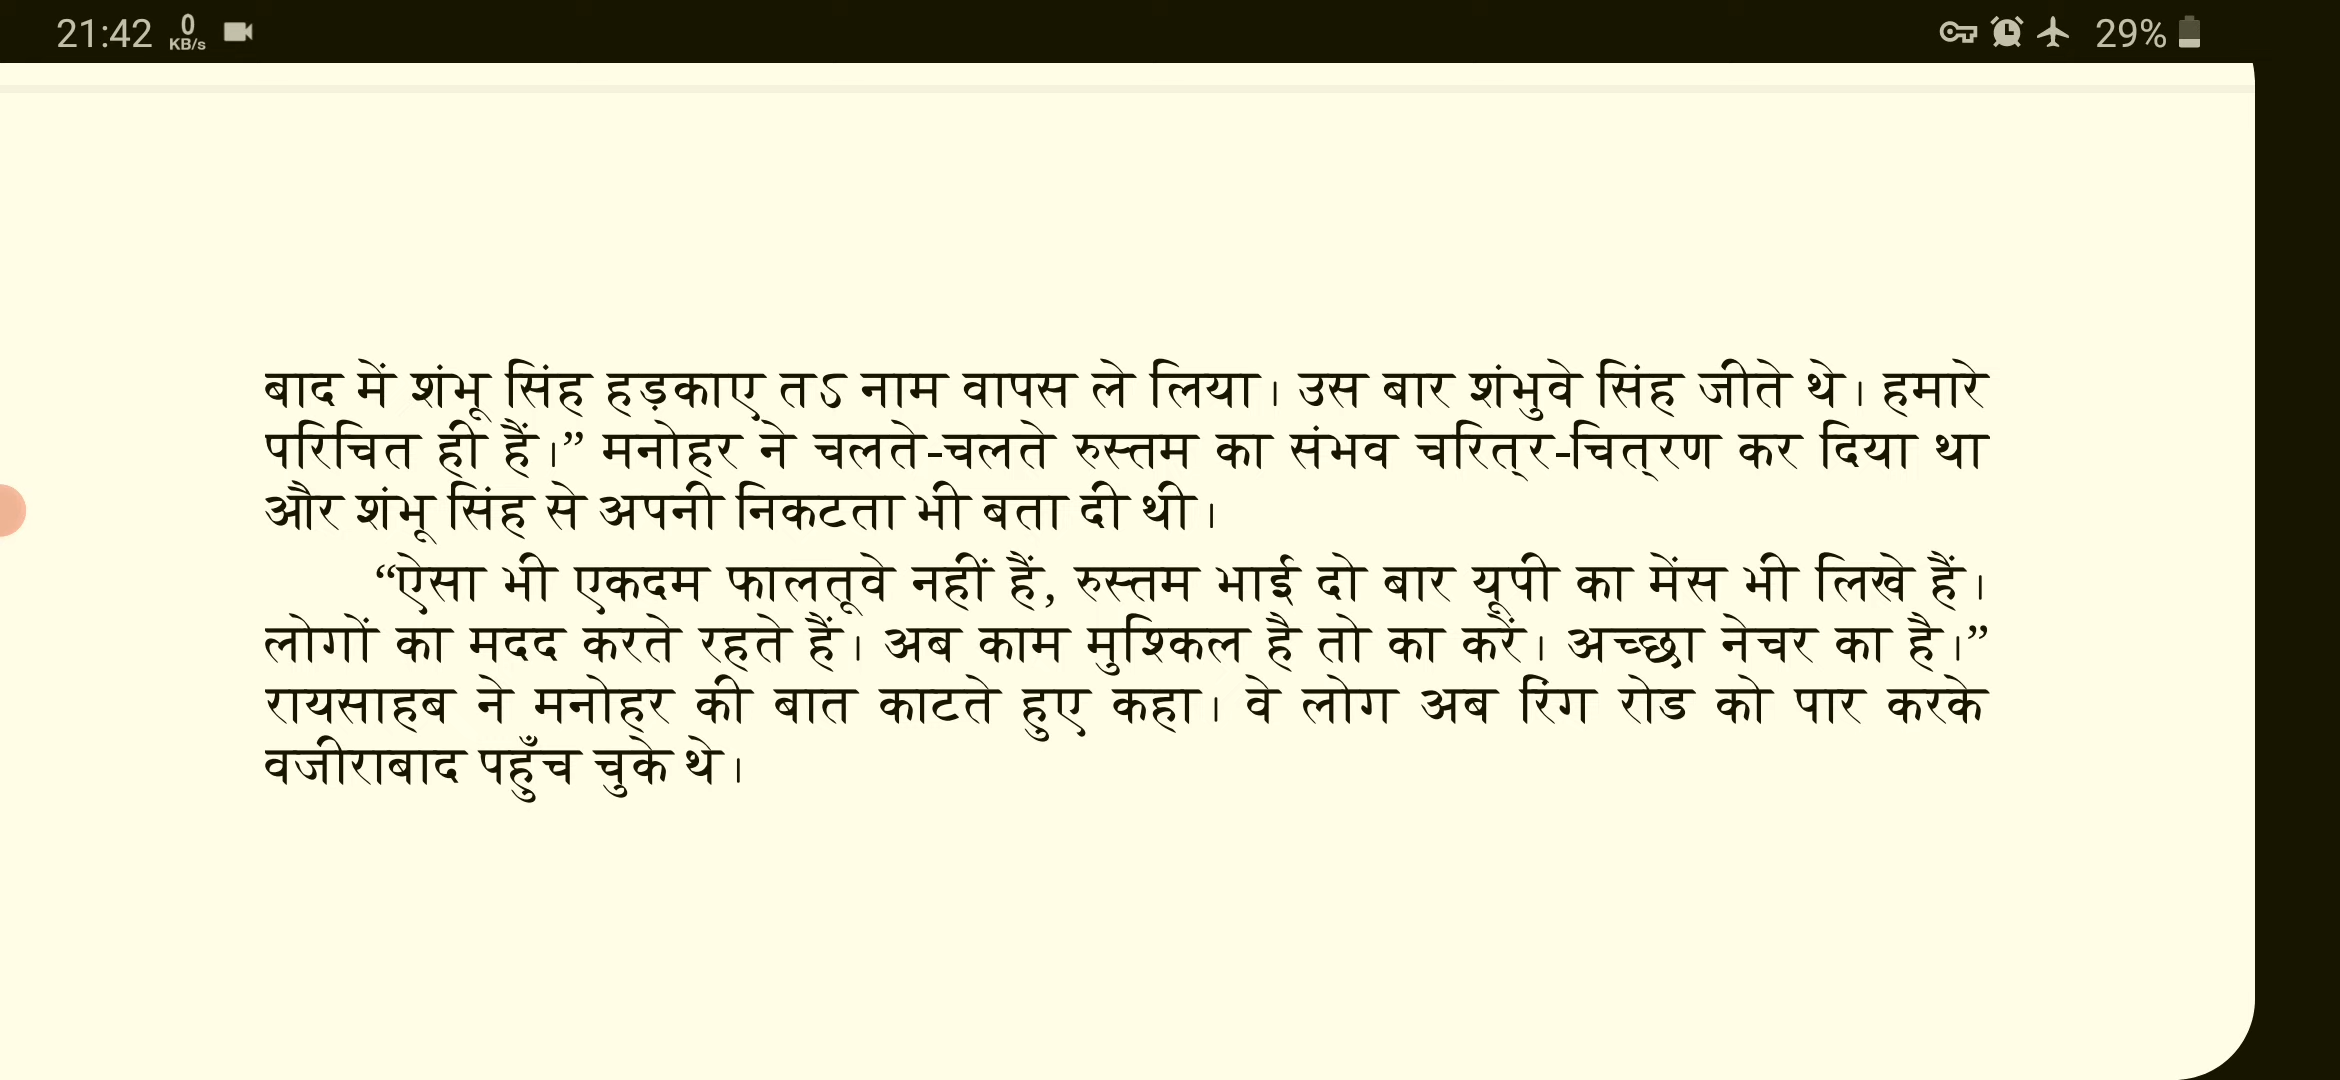 21:42 0 KB/s 29%
बाद में शंभू सिंह हड़काए तऽ नाम वापस ले लिया। उस बार शंभुवे सिंह जीते थे। हमारे
परिचित ही हैं।” मनोहर ने चलते-चलते रुस्तम का संभव चरित्‌र-चित्‌रण कर दिया था
और शंभू सिंह से अपनी निकटता भी बता दी थी।
“ऐसा भी एकदम फालतूवे नहीं हैं, रुस्तम भाई दो बार यूपी का मेंस भी लिखे हैं।
लोगों का मदद करते रहते हैं। अब काम मुश्किल है तो का करें। अच्छा नेचर का है।”
रायसाहब ने मनोहर की बात काटते हुए कहा। वे लोग अब रिंग रोड को पार करके
वजीराबाद पहुँच चुके थे।